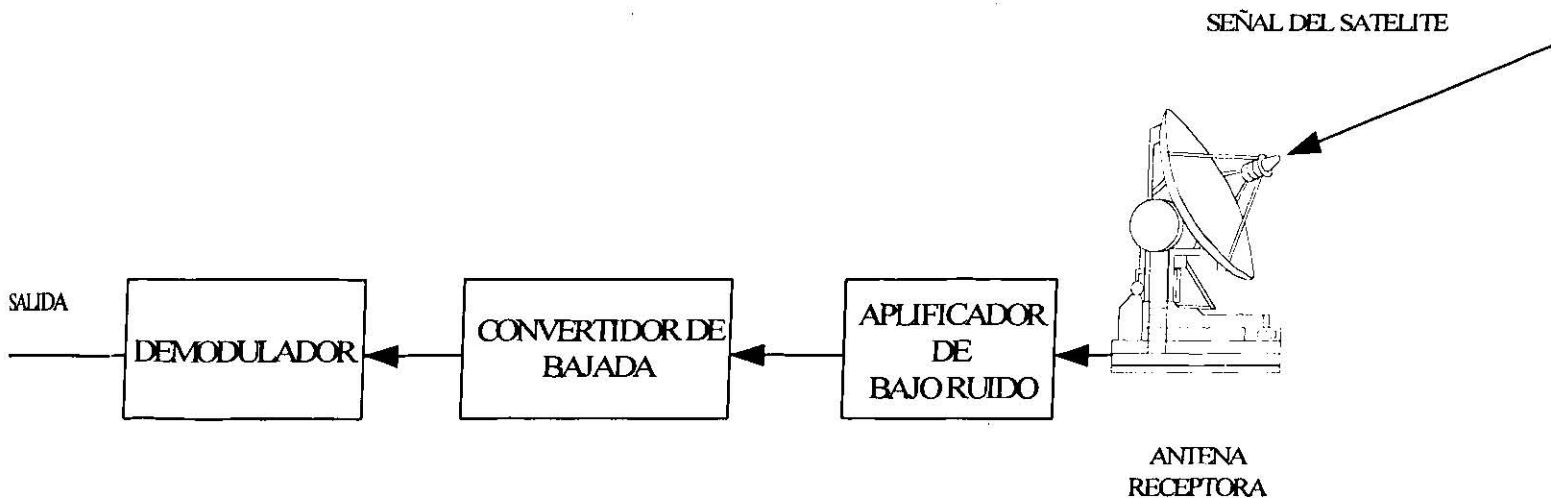 SEÑAL DEL SATELITE
SALIDA
DEMODULADOR
CONVERTIDOR DE
BAJADA
APLIFICADOR
DE
BAJO RUIDO
ANTENA
RECEPTORA